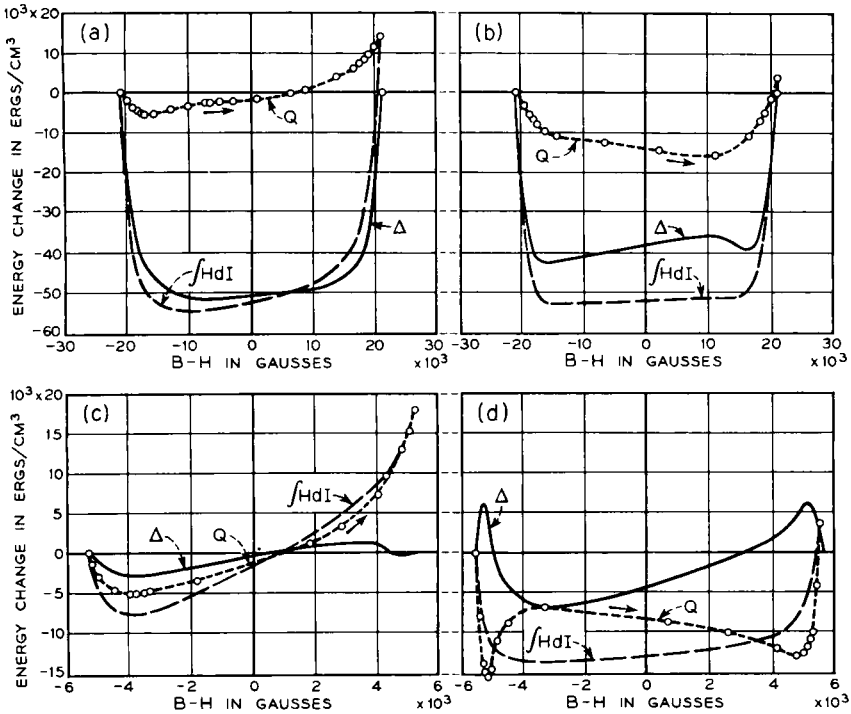 10³×20
10
0
-10
-20
-30
-40
-50
-60
ENERGY CHANGE IN ERGS/CM³
(a)
Q
Δ
∫HdI
-30 -20 -10 0 10 20 30
×10³
B-H IN GAUSSES
(b)
Q
Δ
∫HdI
-30 -20 -10 0 10 20 30
×10³
B-H IN GAUSSES
10³×20
15
10
5
0
-5
-10
-15
ENERGY CHANGE IN ERGS/CM³
(c)
∫HdI
Δ
Q
-6 -4 -2 0 2 4 6
×10³
B-H IN GAUSSES
(d)
Δ
Q
∫HdI
-6 -4 -2 0 2 4 6
×10³
B-H IN GAUSSES